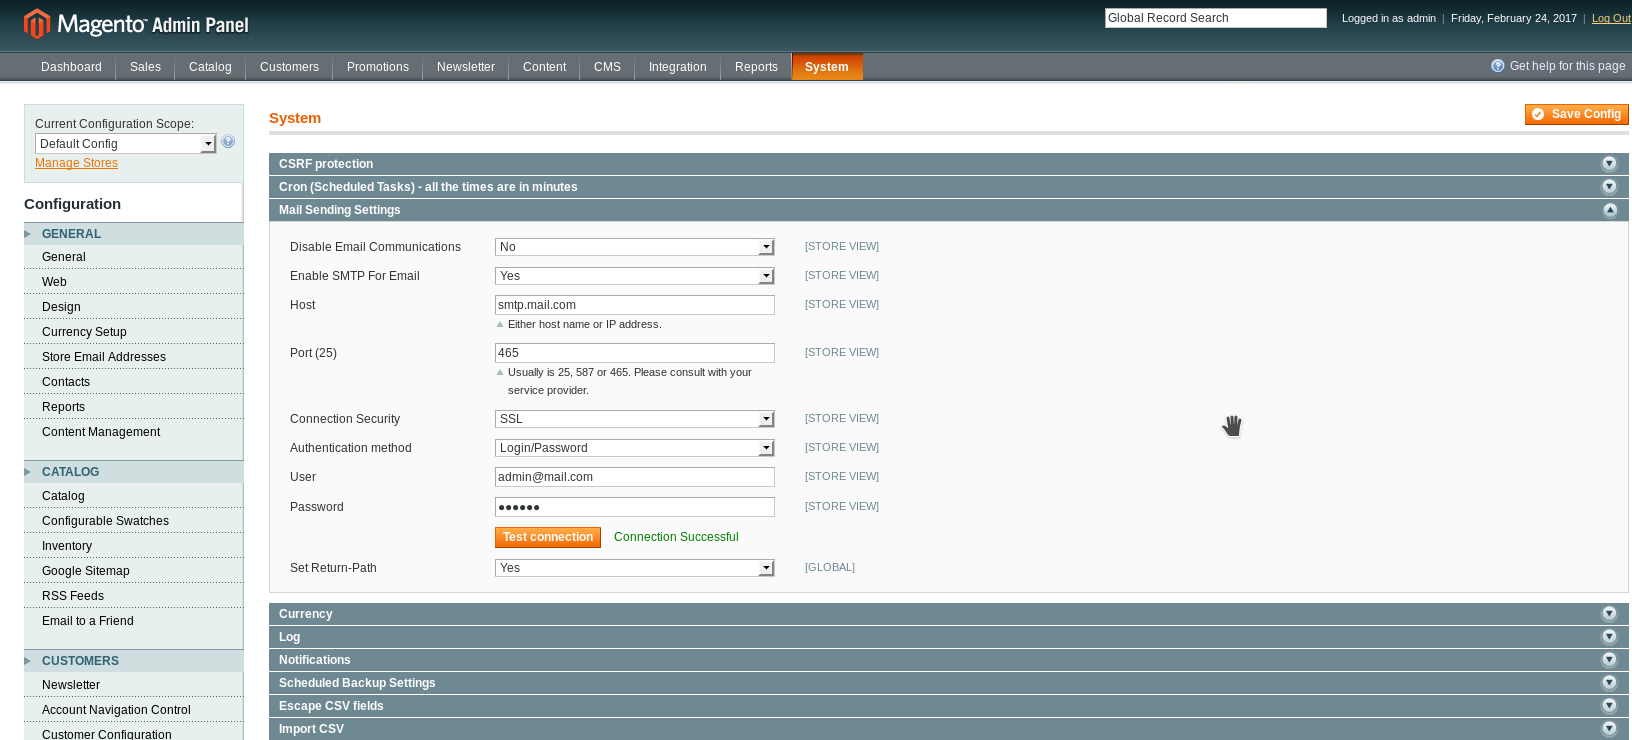 Magento™ Admin Panel
Global Record Search
Logged in as admin | Friday, February 24, 2017 | Log Out
Dashboard Sales Catalog Customers Promotions Newsletter Content CMS Integration Reports System
Get help for this page
Current Configuration Scope:
Default Config
Manage Stores
Configuration
GENERAL
General
Web
Design
Currency Setup
Store Email Addresses
Contacts
Reports
Content Management
CATALOG
Catalog
Configurable Swatches
Inventory
Google Sitemap
RSS Feeds
Email to a Friend
CUSTOMERS
Newsletter
Account Navigation Control
Customer Configuration
System
Save Config
CSRF protection
Cron (Scheduled Tasks) - all the times are in minutes
Mail Sending Settings
Disable Email Communications No [STORE VIEW]
Enable SMTP For Email Yes [STORE VIEW]
Host smtp.mail.com [STORE VIEW]
Either host name or IP address.
Port (25) 465 [STORE VIEW]
Usually is 25, 587 or 465. Please consult with your
service provider.
Connection Security SSL [STORE VIEW]
Authentication method Login/Password [STORE VIEW]
User admin@mail.com [STORE VIEW]
Password ●●●●●● [STORE VIEW]
Test connection Connection Successful
Set Return-Path Yes [GLOBAL]
Currency
Log
Notifications
Scheduled Backup Settings
Escape CSV fields
Import CSV